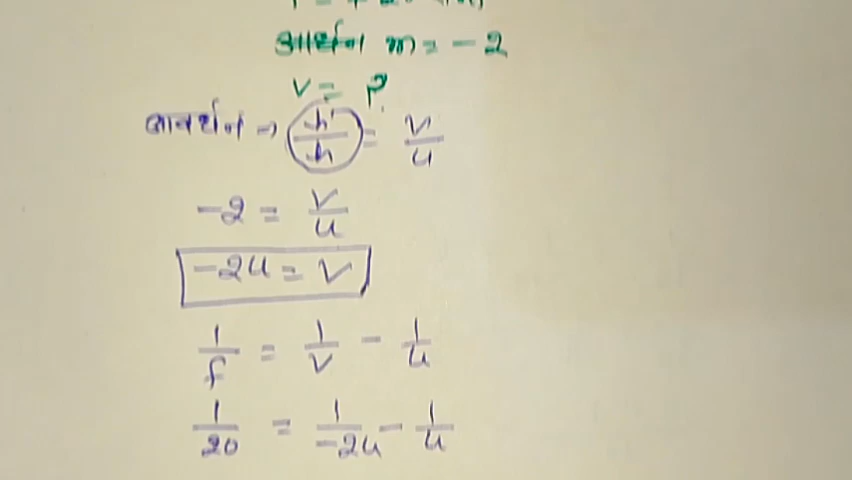 आवर्धन m = -2
v = ?
आवर्धन ⇒ h'/h = v/u
-2 = v/u
-2u = v
1/f = 1/v - 1/u
1/20 = 1/-2u - 1/u